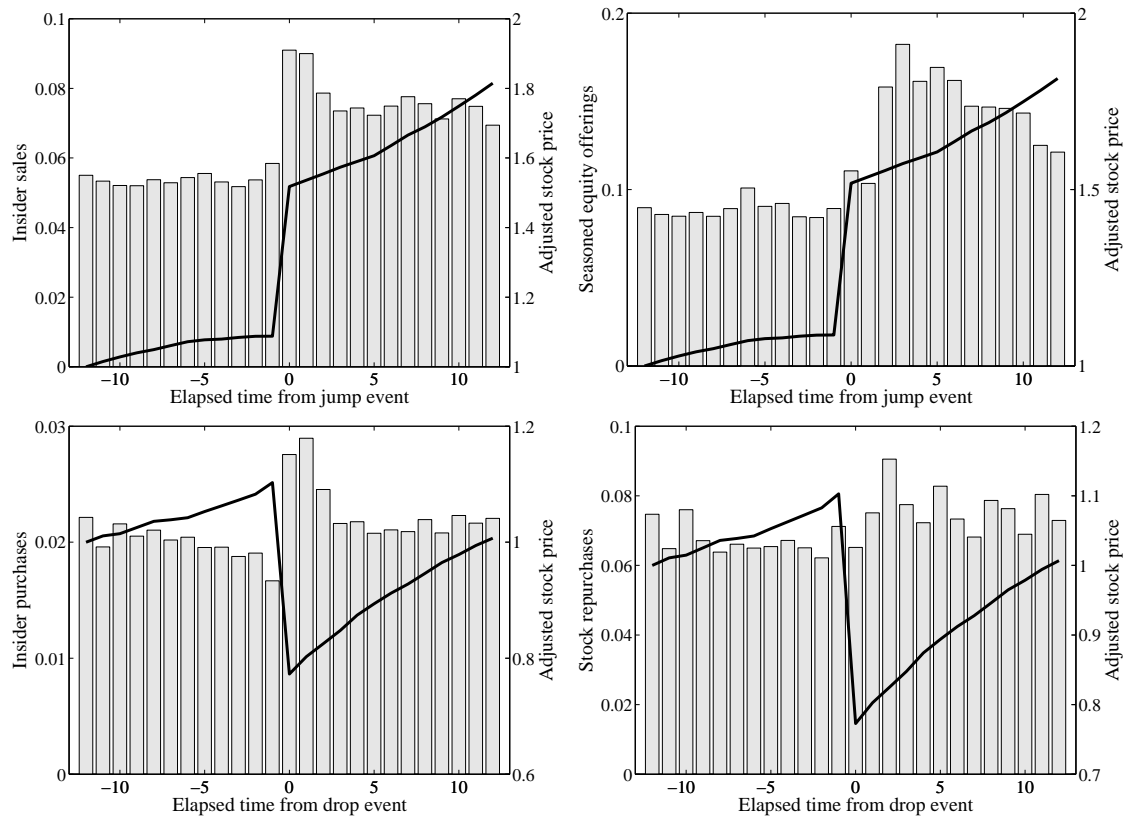 0.1
0.08
0.06
0.04
0.02
0
Insider sales
2
1.8
1.6
1.4
1.2
1
Adjusted stock price
−10 −5 0 5 10
Elapsed time from jump event
0.2
0.1
0
Seasoned equity offerings
2
1.5
1
Adjusted stock price
−10 −5 0 5 10
Elapsed time from jump event
0.03
0.02
0.01
0
Insider purchases
1.2
1
0.8
0.6
Adjusted stock price
−10 −5 0 5 10
Elapsed time from drop event
0.1
0.08
0.06
0.04
0.02
0
Stock repurchases
1.2
1.1
1
0.9
0.8
0.7
Adjusted stock price
−10 −5 0 5 10
Elapsed time from drop event